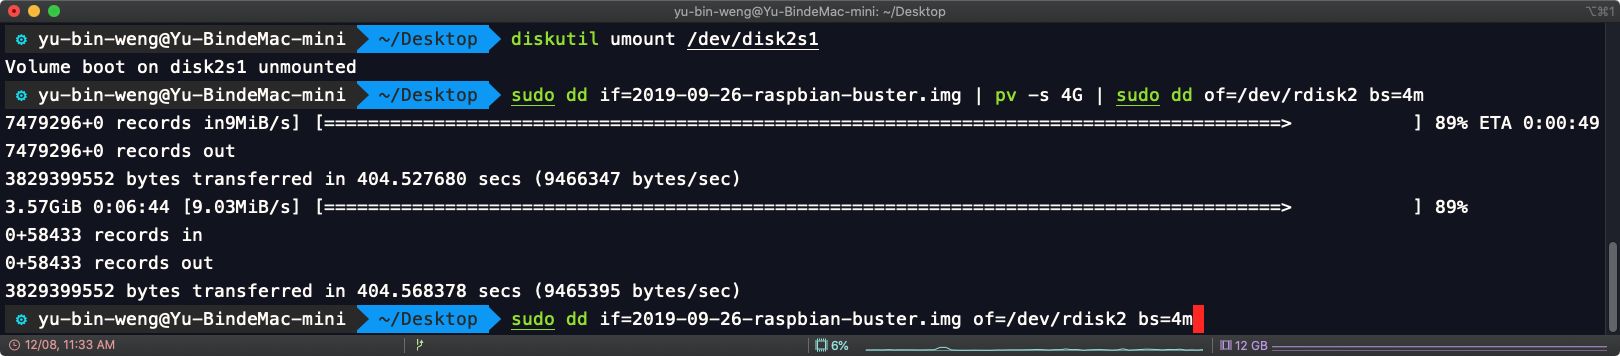 yu-bin-weng@Yu-BindeMac-mini: ~/Desktop ⌥⌘1
yu-bin-weng@Yu-BindeMac-mini ~/Desktop diskutil umount /dev/disk2s1
Volume boot on disk2s1 unmounted
yu-bin-weng@Yu-BindeMac-mini ~/Desktop sudo dd if=2019-09-26-raspbian-buster.img | pv -s 4G | sudo dd of=/dev/rdisk2 bs=4m
7479296+0 records in9MiB/s] [=======================================================================================> ] 89% ETA 0:00:49
7479296+0 records out
3829399552 bytes transferred in 404.527680 secs (9466347 bytes/sec)
3.57GiB 0:06:44 [9.03MiB/s] [=======================================================================================> ] 89%
0+58433 records in
0+58433 records out
3829399552 bytes transferred in 404.568378 secs (9465395 bytes/sec)
yu-bin-weng@Yu-BindeMac-mini ~/Desktop sudo dd if=2019-09-26-raspbian-buster.img of=/dev/rdisk2 bs=4m
12/08, 11:33 AM 6% 12 GB